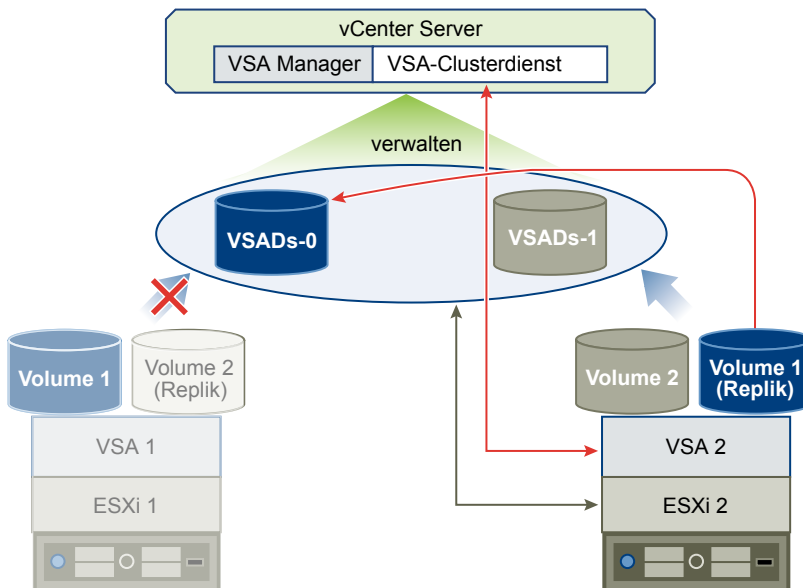 vCenter Server
VSA Manager
VSA-Clusterdienst
verwalten
VSADs-0
VSADs-1
Volume 1
Volume 2
(Replik)
Volume 2
Volume 1
(Replik)
VSA 1
VSA 2
ESXi 1
ESXi 2